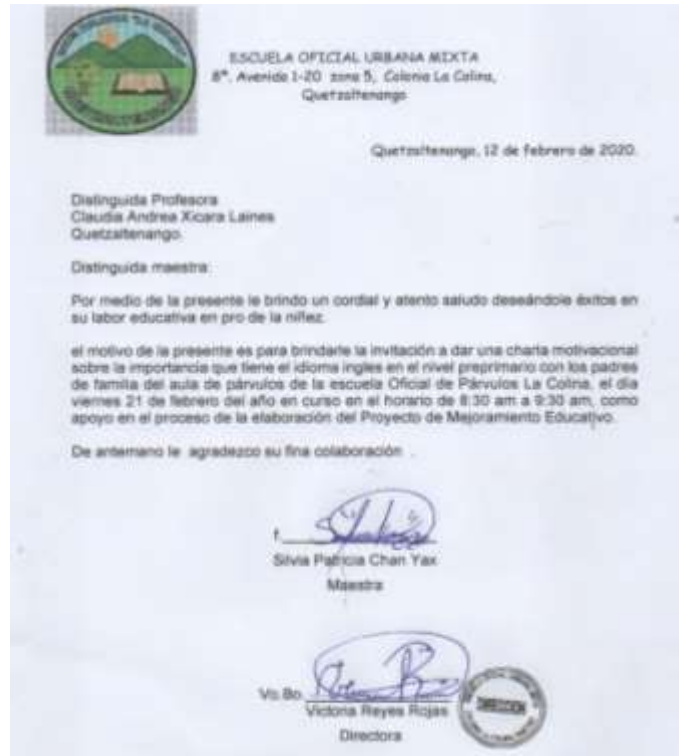 ESCUELA OFICIAL URBANA MIXTA
8ª. Avenida 1-20 zona 5, Colonia La Colina,
Quetzaltenango
Quetzaltenango, 12 de febrero de 2020.
Distinguida Profesora
Claudia Andrea Xicara Laines
Quetzaltenango.
Distinguida maestra:
Por medio de la presente le brindo un cordial y atento saludo deseándole éxitos en
su labor educativa en pro de la niñez.
el motivo de la presente es para brindarle la invitación a dar una charla motivacional
sobre la importancia que tiene el idioma ingles en el nivel preprimario con los padres
de familia del aula de párvulos de la escuela Oficial de Párvulos La Colina, el día
viernes 21 de febrero del año en curso en el horario de 8:30 am a 9:30 am, como
apoyo en el proceso de la elaboración del Proyecto de Mejoramiento Educativo.
De antemano le agradezco su fina colaboración .
f.
Silvia Patricia Chan Yax
Maestra
Vo.Bo.
Victoria Reyes Rojas
Directora
DIRECCION